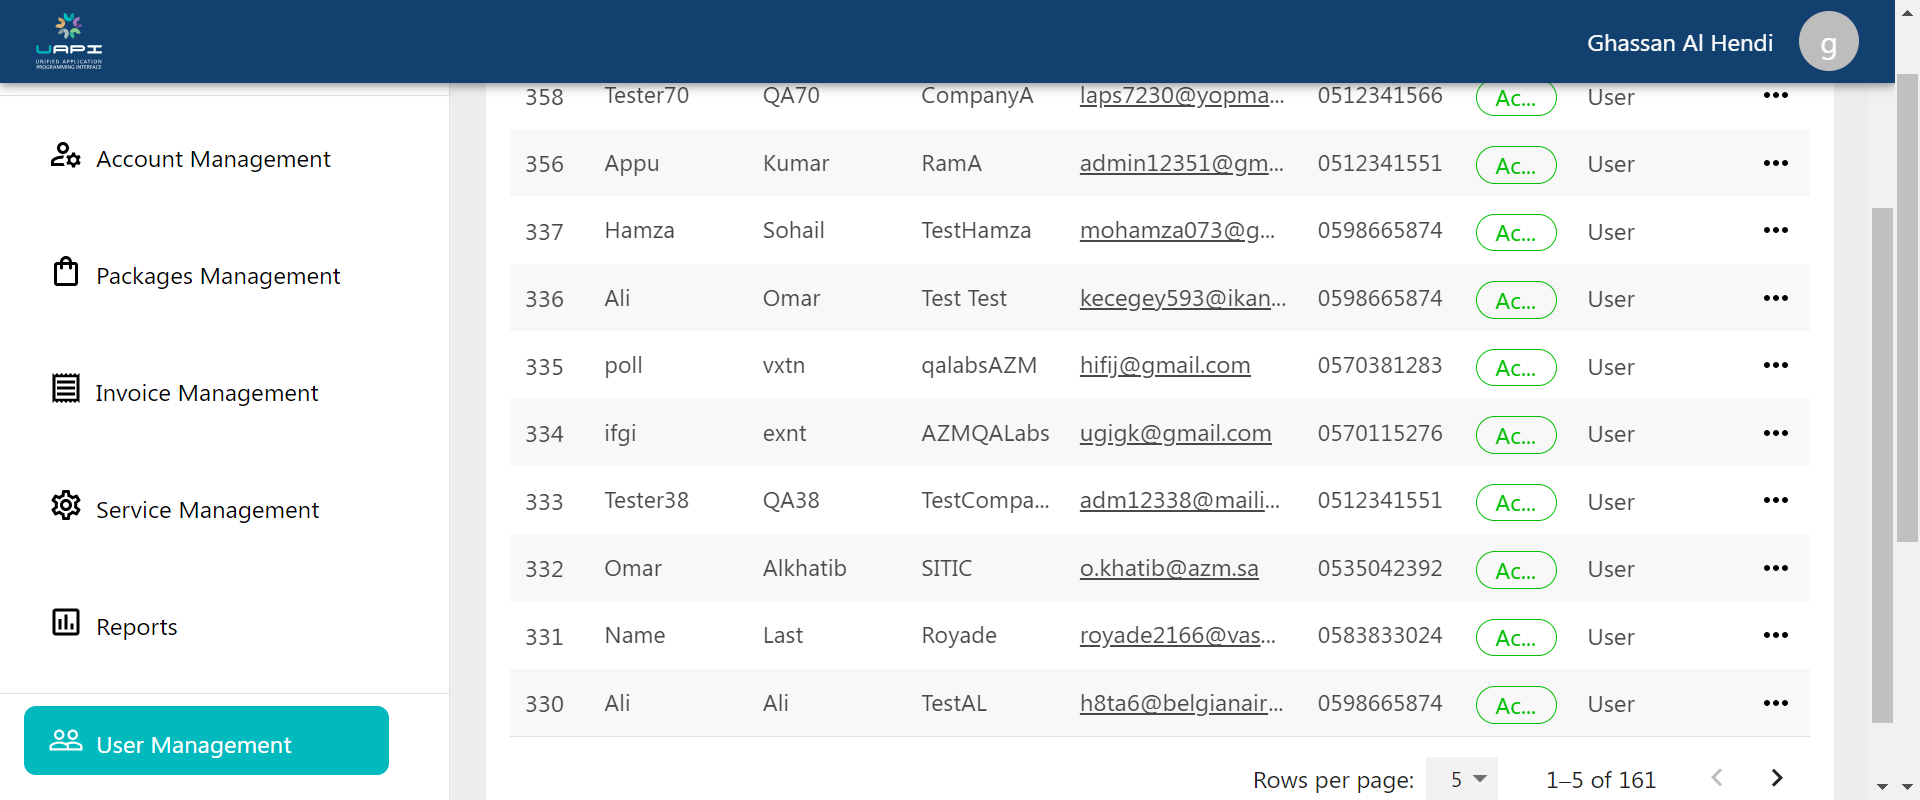 UAPI
UNIFIED APPLICATION
PROGRAMMING INTERFACE
Ghassan Al Hendi
g
Account Management
Packages Management
Invoice Management
Service Management
Reports
User Management
358 Tester70 QA70 CompanyA laps7230@yopma... 0512341566 Ac... User
356 Appu Kumar RamA admin12351@gm... 0512341551 Ac... User
337 Hamza Sohail TestHamza mohamza073@g... 0598665874 Ac... User
336 Ali Omar Test Test kecegey593@ikan... 0598665874 Ac... User
335 poll vxtn qalabsAZM hifij@gmail.com 0570381283 Ac... User
334 ifgi exnt AZMQALabs ugigk@gmail.com 0570115276 Ac... User
333 Tester38 QA38 TestCompa... adm12338@maili... 0512341551 Ac... User
332 Omar Alkhatib SITIC o.khatib@azm.sa 0535042392 Ac... User
331 Name Last Royade royade2166@vas... 0583833024 Ac... User
330 Ali Ali TestAL h8ta6@belgianair... 0598665874 Ac... User
Rows per page: 5 1–5 of 161